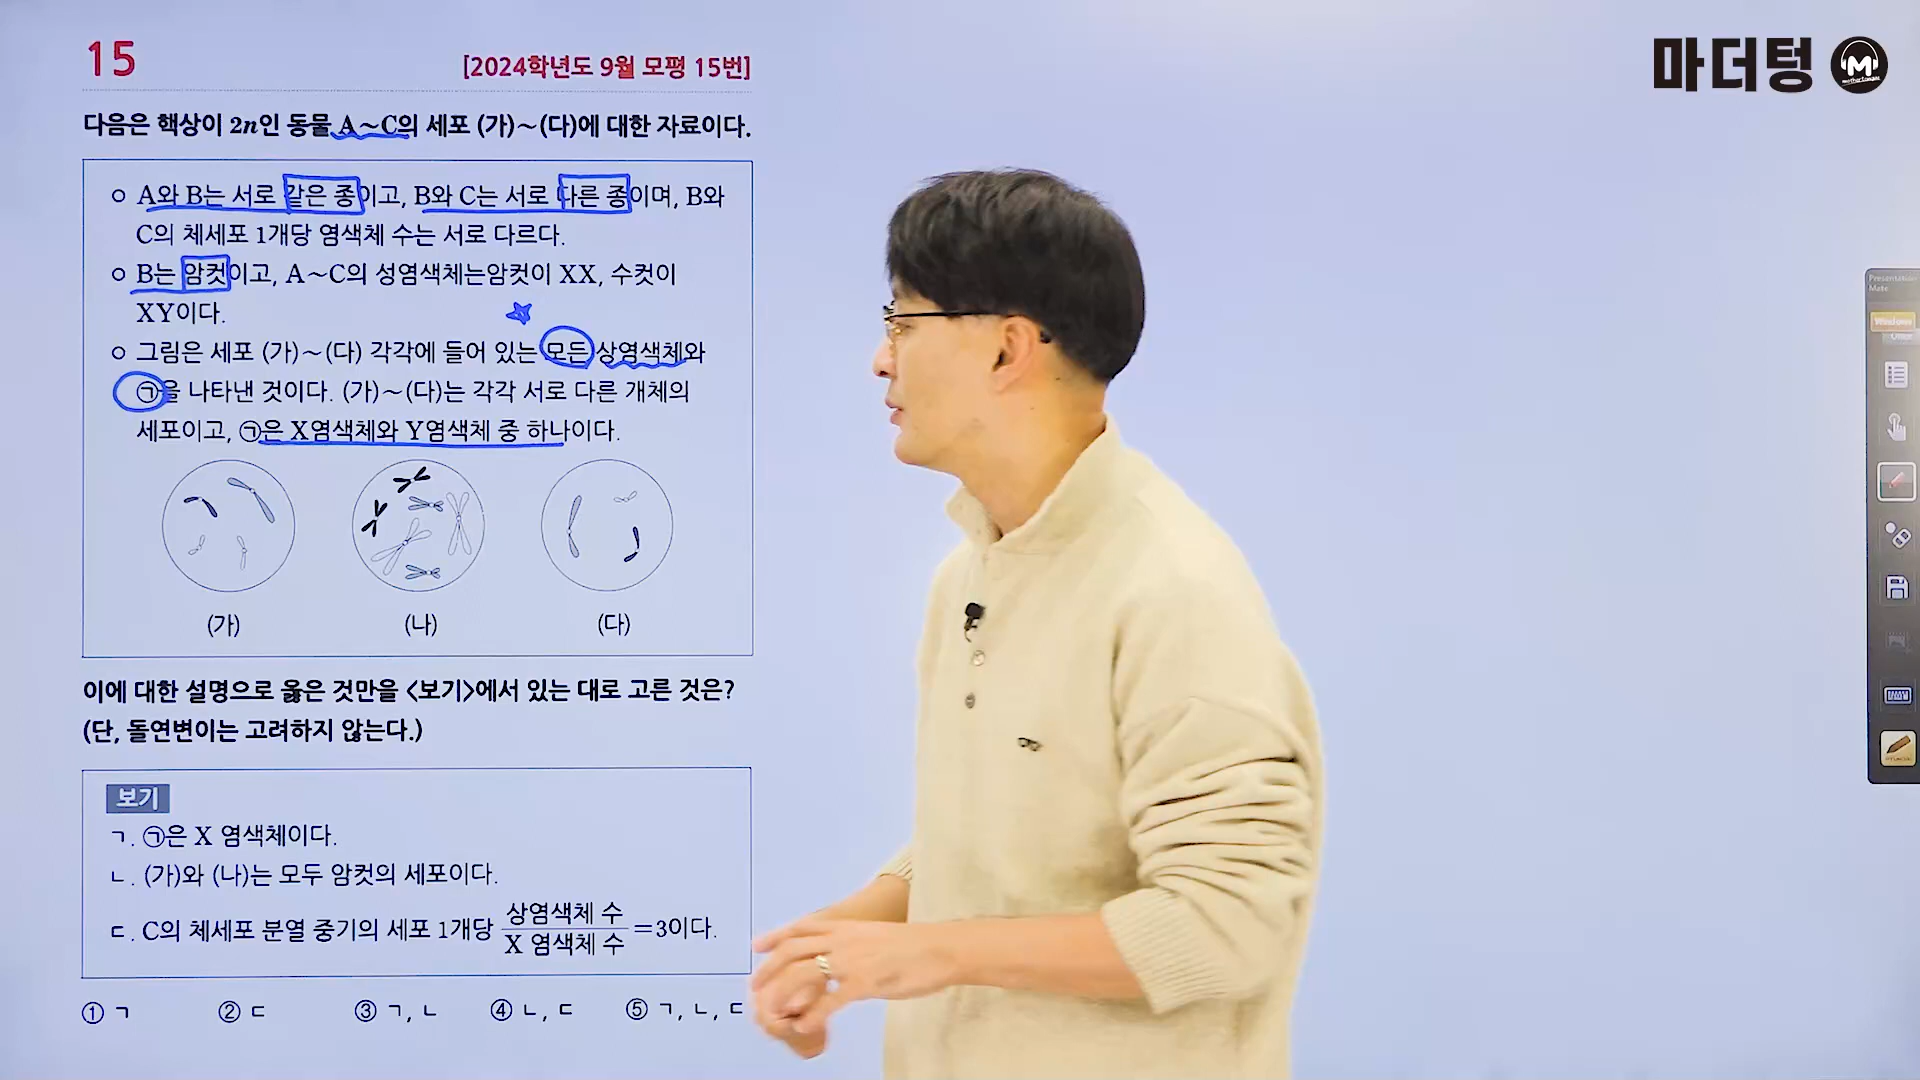 15
[2024학년도 9월 모평 15번]
마더텅
M
다음은 핵상이 2n인 동물 A~C의 세포 (가)~(다)에 대한 자료이다.
○ A와 B는 서로 같은 종이고, B와 C는 서로 다른 종이며, B와
C의 체세포 1개당 염색체 수는 서로 다르다.
○ B는 암컷이고, A~C의 성염색체는암컷이 XX, 수컷이
XY이다.
○ 그림은 세포 (가)~(다) 각각에 들어 있는 모든 상염색체와
㉠을 나타낸 것이다. (가)~(다)는 각각 서로 다른 개체의
세포이고, ㉠은 X염색체와 Y염색체 중 하나이다.
(가) (나) (다)
이에 대한 설명으로 옳은 것만을 <보기>에서 있는 대로 고른 것은?
(단, 돌연변이는 고려하지 않는다.)
보기
ㄱ. ㉠은 X 염색체이다.
ㄴ. (가)와 (나)는 모두 암컷의 세포이다.
ㄷ. C의 체세포 분열 중기의 세포 1개당 상염색체 수 / X 염색체 수 =3이다.
① ㄱ ② ㄷ ③ ㄱ, ㄴ ④ ㄴ, ㄷ ⑤ ㄱ, ㄴ, ㄷ
Presentation
Mate